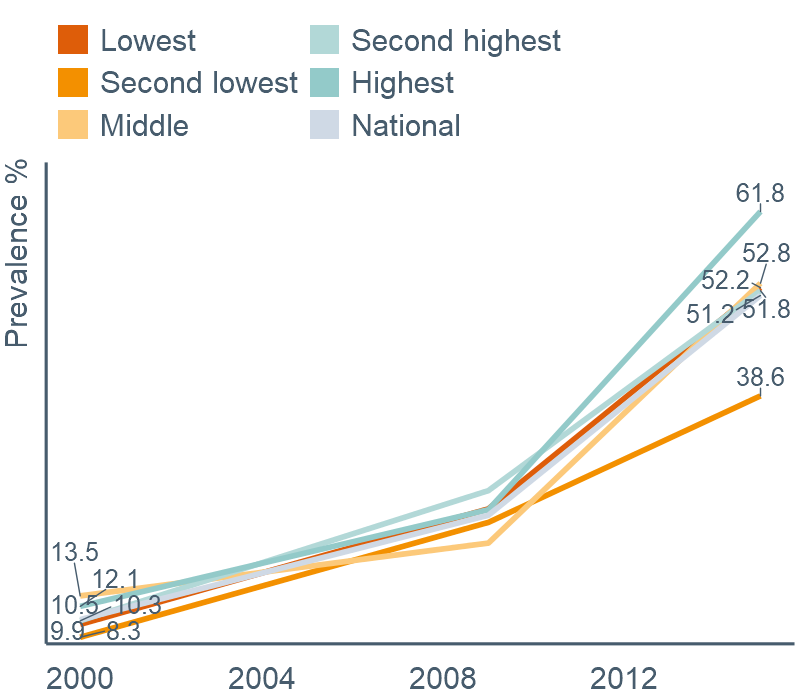 Lowest
Second highest
Second lowest
Highest
Middle
National
Prevalence %
61.8
52.8
52.2
51.2
51.8
38.6
13.5
12.1
10.5
10.3
9.9
8.3
2000
2004
2008
2012